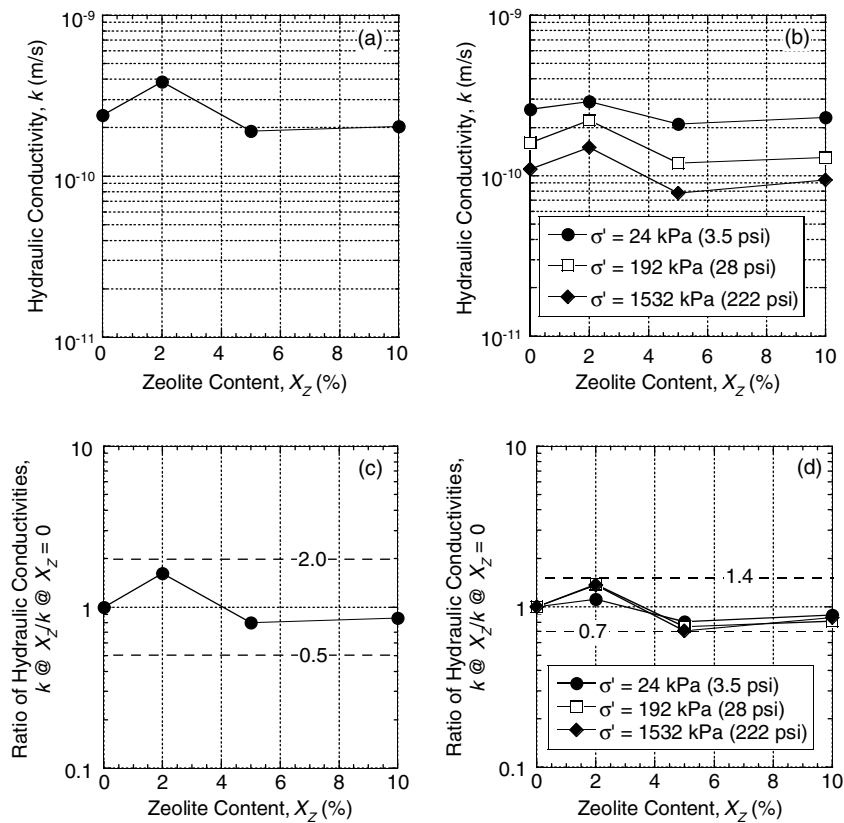 (a)
10⁻⁹
10⁻¹⁰
10⁻¹¹
Hydraulic Conductivity, k (m/s)
0 2 4 6 8 10
Zeolite Content, X_Z (%)
(b)
10⁻⁹
10⁻¹⁰
10⁻¹¹
Hydraulic Conductivity, k (m/s)
σ' = 24 kPa (3.5 psi)
σ' = 192 kPa (28 psi)
σ' = 1532 kPa (222 psi)
0 2 4 6 8 10
Zeolite Content, X_Z (%)
(c)
10
1
0.1
Ratio of Hydraulic Conductivities,
k @ X_Z/k @ X_Z = 0
2.0
0.5
0 2 4 6 8 10
Zeolite Content, X_Z (%)
(d)
10
1
0.1
Ratio of Hydraulic Conductivities,
k @ X_Z/k @ X_Z = 0
1.4
0.7
σ' = 24 kPa (3.5 psi)
σ' = 192 kPa (28 psi)
σ' = 1532 kPa (222 psi)
0 2 4 6 8 10
Zeolite Content, X_Z (%)